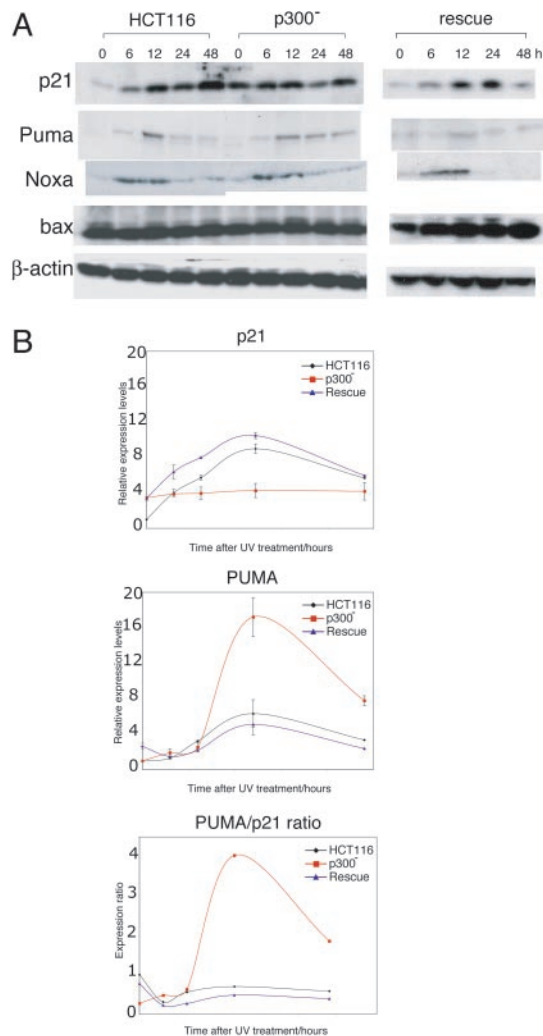 A
HCT116 p300⁻ rescue
0 6 12 24 48 0 6 12 24 48 0 6 12 24 48 h
p21
Puma
Noxa
bax
β-actin
B
p21
20
16
12
8
4
0
Relative expression levels
HCT116
p300⁻
Rescue
Time after UV treatment/hours
PUMA
20
16
12
8
4
0
Relative expression levels
HCT116
p300⁻
Rescue
Time after UV treatment/hours
PUMA/p21 ratio
4
3
2
1
0
Expression ratio
HCT116
p300⁻
Rescue
Time after UV treatment/hours